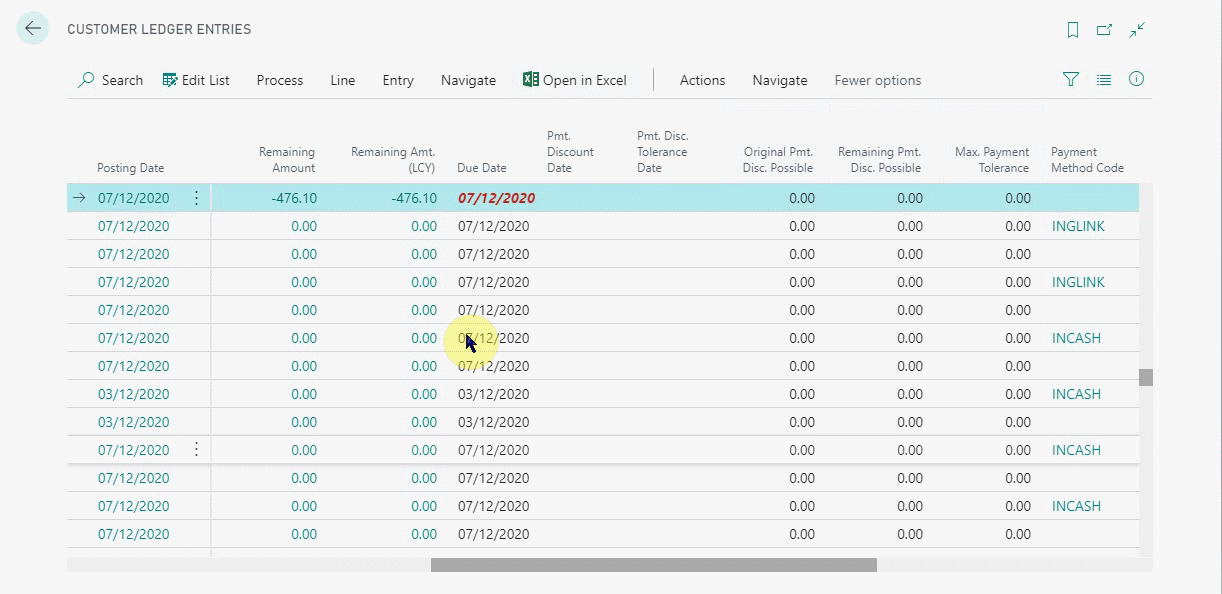 CUSTOMER LEDGER ENTRIES
Search Edit List Process Line Entry Navigate Open in Excel Actions Navigate Fewer options
Posting Date Remaining Amount Remaining Amt. (LCY) Due Date Pmt. Discount Date Pmt. Disc. Tolerance Date Original Pmt. Disc. Possible Remaining Pmt. Disc. Possible Max. Payment Tolerance Payment Method Code
07/12/2020 -476.10 -476.10 07/12/2020 0.00 0.00 0.00
07/12/2020 0.00 0.00 07/12/2020 0.00 0.00 0.00 INGLINK
07/12/2020 0.00 0.00 07/12/2020 0.00 0.00 0.00
07/12/2020 0.00 0.00 07/12/2020 0.00 0.00 0.00 INGLINK
07/12/2020 0.00 0.00 07/12/2020 0.00 0.00 0.00
07/12/2020 0.00 0.00 07/12/2020 0.00 0.00 0.00 INCASH
07/12/2020 0.00 0.00 07/12/2020 0.00 0.00 0.00
03/12/2020 0.00 0.00 03/12/2020 0.00 0.00 0.00 INCASH
03/12/2020 0.00 0.00 03/12/2020 0.00 0.00 0.00
07/12/2020 0.00 0.00 07/12/2020 0.00 0.00 0.00 INCASH
07/12/2020 0.00 0.00 07/12/2020 0.00 0.00 0.00
07/12/2020 0.00 0.00 07/12/2020 0.00 0.00 0.00 INCASH
07/12/2020 0.00 0.00 07/12/2020 0.00 0.00 0.00